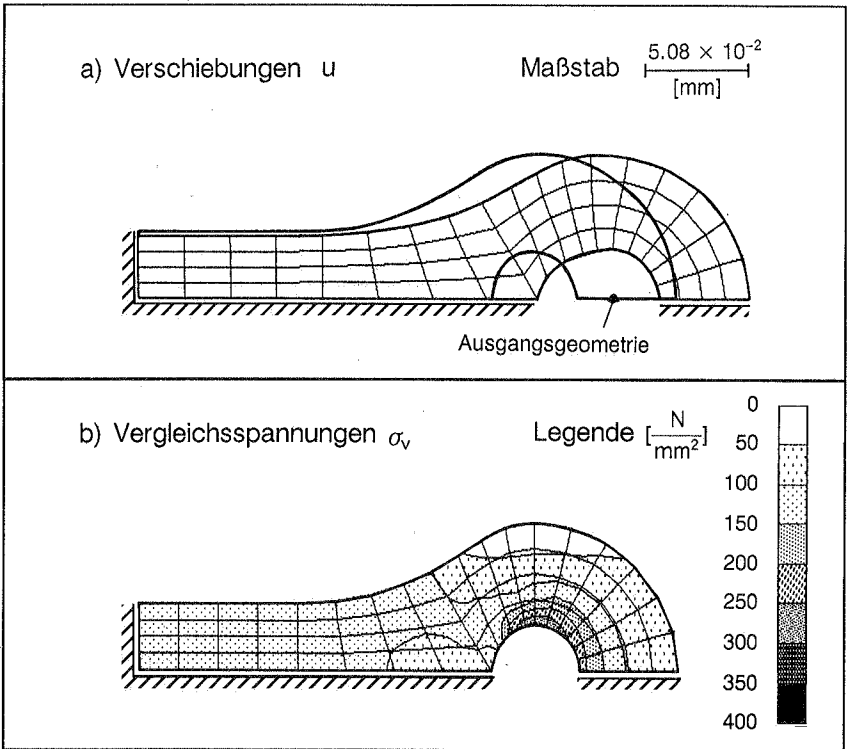 a) Verschiebungen u
Maßstab 5.08 × 10⁻²
[mm]
Ausgangsgeometrie
b) Vergleichsspannungen σᵥ
Legende [N/mm²]
0
50
100
150
200
250
300
350
400